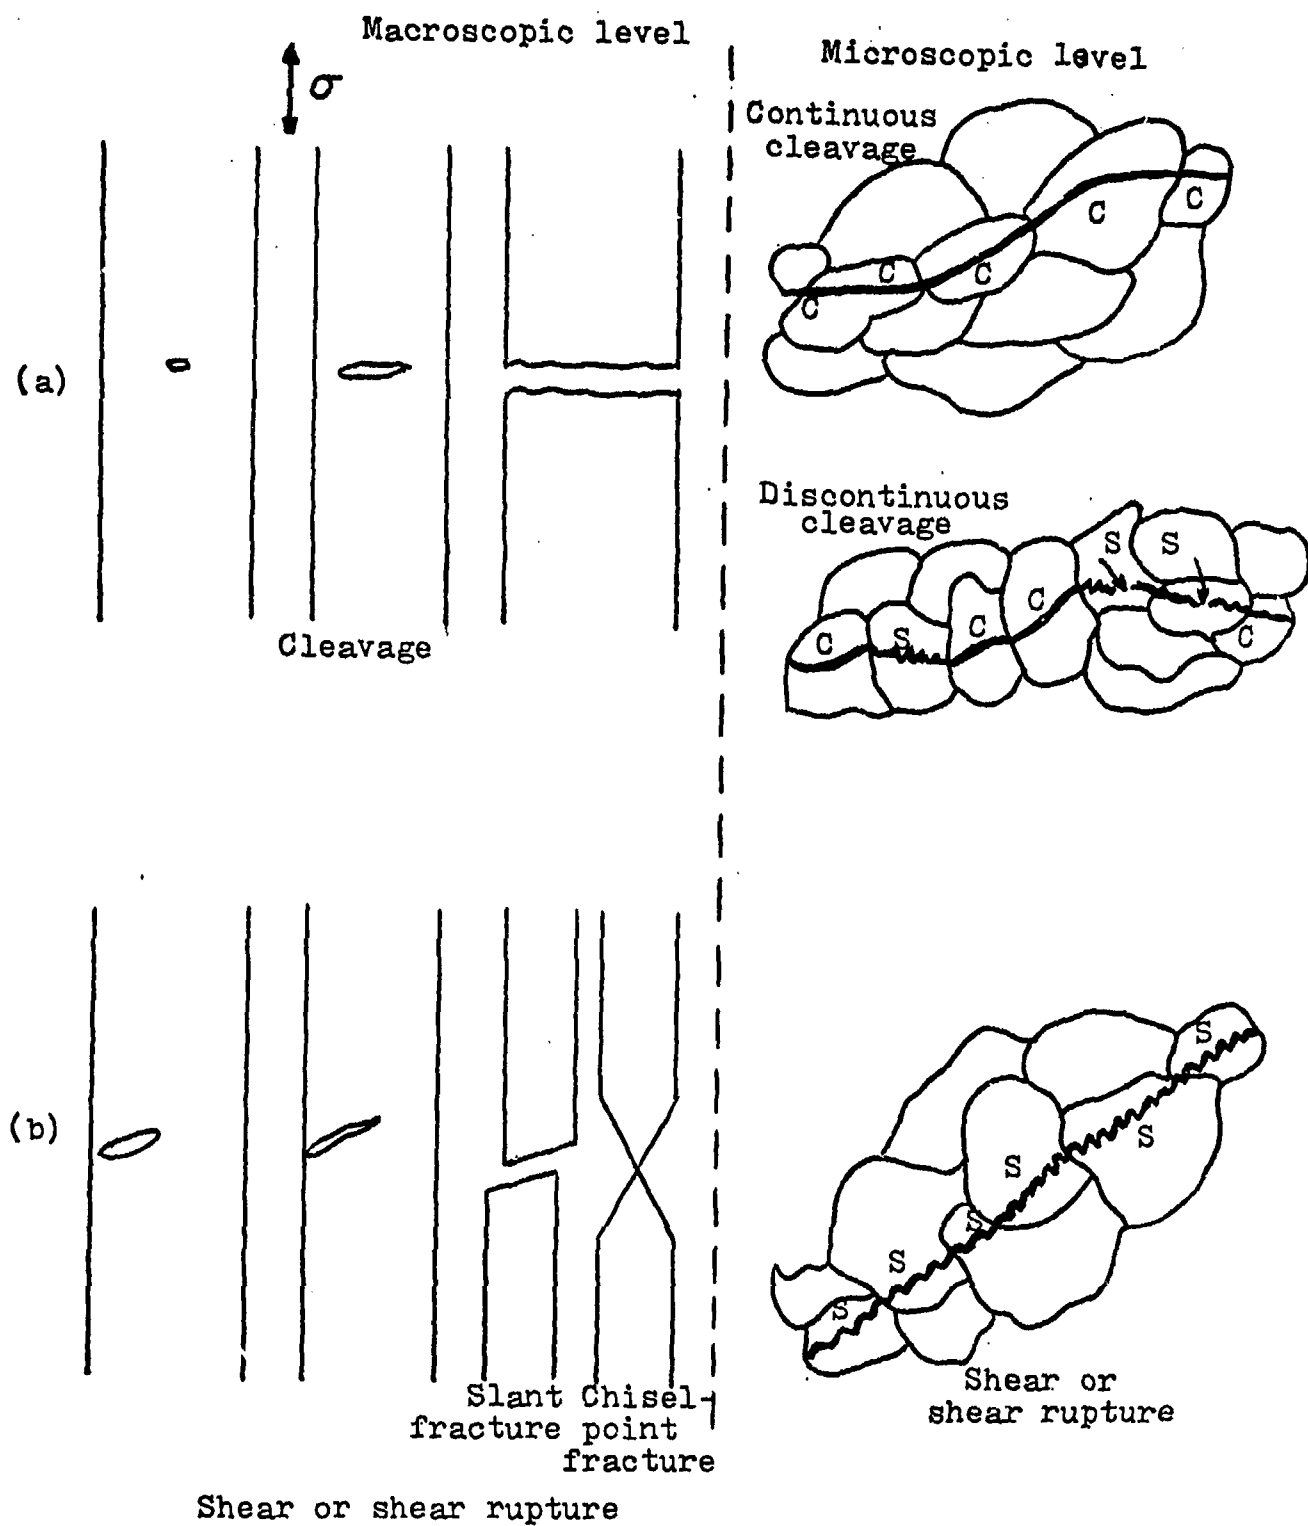 Macroscopic level
σ
Microscopic level
Continuous
cleavage
C
C
C
C
C
(a)
Discontinuous
cleavage
S
S
C
C
S
C
C
Cleavage
(b)
S
S
S
S
S
S
Slant
fracture
Chisel-
point
fracture
Shear or
shear rupture
Shear or shear rupture